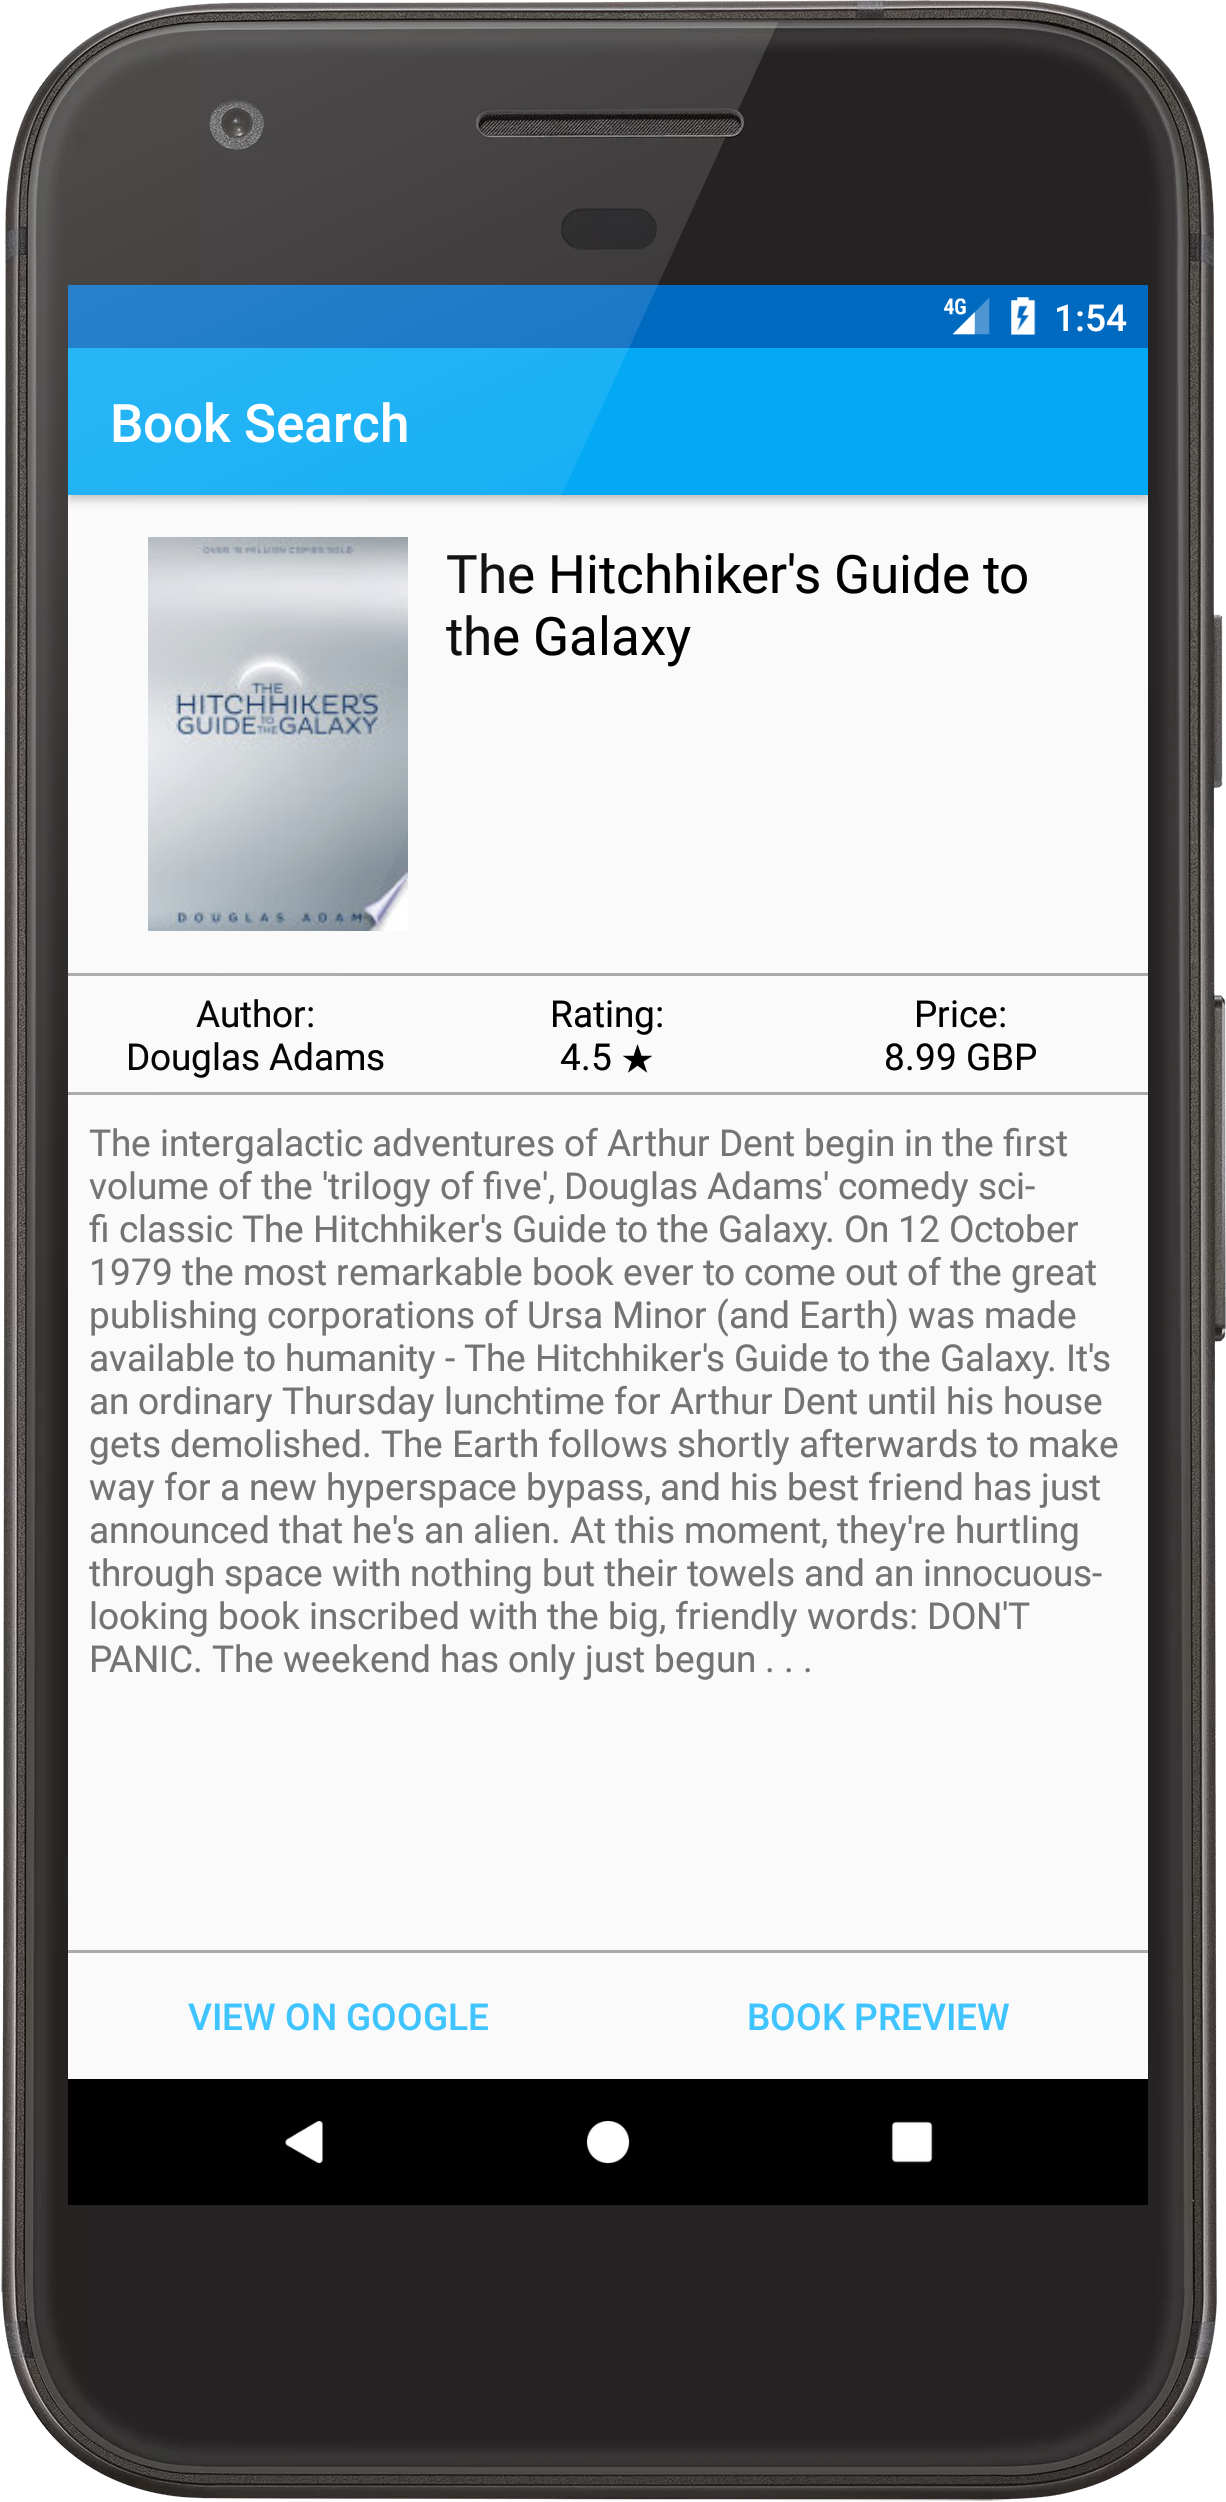 4G 1:54
Book Search
OVER 15 MILLION COPIES SOLD
THE
HITCHHIKER'S
GUIDE TO THE GALAXY
DOUGLAS ADAM
The Hitchhiker's Guide to
the Galaxy
Author:
Douglas Adams
Rating:
4.5 ★
Price:
8.99 GBP
The intergalactic adventures of Arthur Dent begin in the first
volume of the 'trilogy of five', Douglas Adams' comedy sci-
fi classic The Hitchhiker's Guide to the Galaxy. On 12 October
1979 the most remarkable book ever to come out of the great
publishing corporations of Ursa Minor (and Earth) was made
available to humanity - The Hitchhiker's Guide to the Galaxy. It's
an ordinary Thursday lunchtime for Arthur Dent until his house
gets demolished. The Earth follows shortly afterwards to make
way for a new hyperspace bypass, and his best friend has just
announced that he's an alien. At this moment, they're hurtling
through space with nothing but their towels and an innocuous-
looking book inscribed with the big, friendly words: DON'T
PANIC. The weekend has only just begun . . .
VIEW ON GOOGLE
BOOK PREVIEW